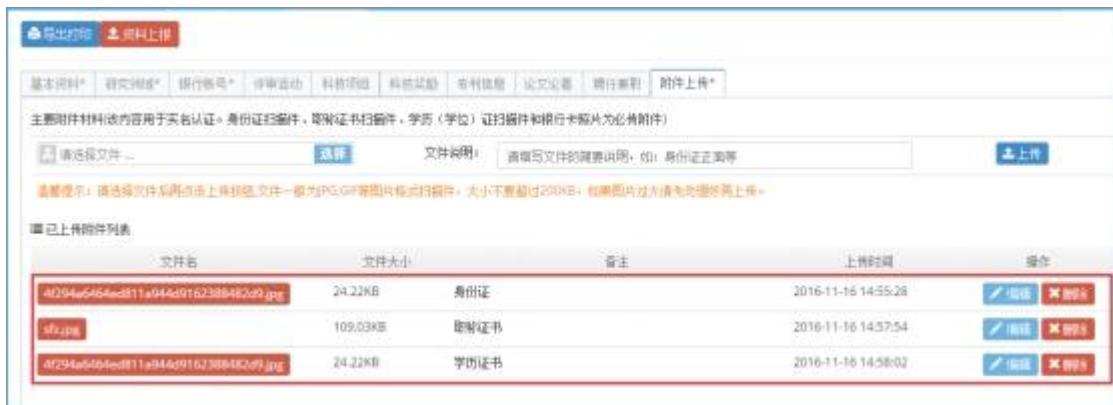 导出打印 资料上报
基本资料* 研究领域* 银行账号* 评审活动 科技项目 科技奖励 专利信息 论文论著 聘任兼职 附件上传*
主要附件材料(该内容用于实名认证。身份证扫描件，职称证书扫描件，学历（学位）证扫描件和银行卡照片为必传附件)
请选择文件 ... 选择 文件说明： 请填写文件的简要说明，如：身份证正面等 上传
温馨提示：请选择文件后再点击上传按钮,文件一般为JPG,GIF等图片格式扫描件，大小不要超过200KB，如果图片过大请先处理后再上传。
已上传附件列表
文件名 文件大小 备注 上传时间 操作
4f294a6464ed811a944d9162388482d9.jpg 24.22KB 身份证 2016-11-16 14:55:28 编辑 删除
sfz.jpg 109.03KB 职称证书 2016-11-16 14:57:54 编辑 删除
4f294a6464ed811a944d9162388482d9.jpg 24.22KB 学历证书 2016-11-16 14:58:02 编辑 删除